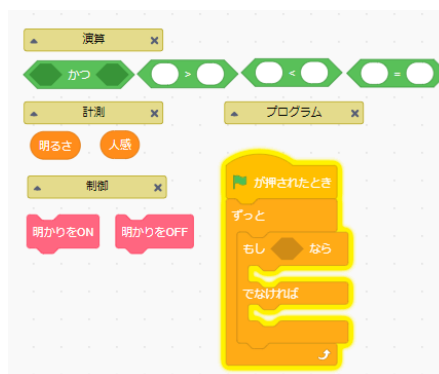 演算
かつ
>
<
=
計測
プログラム
明るさ
人感
制御
明かりをON
明かりをOFF
が押されたとき
ずっと
もし なら
でなければ